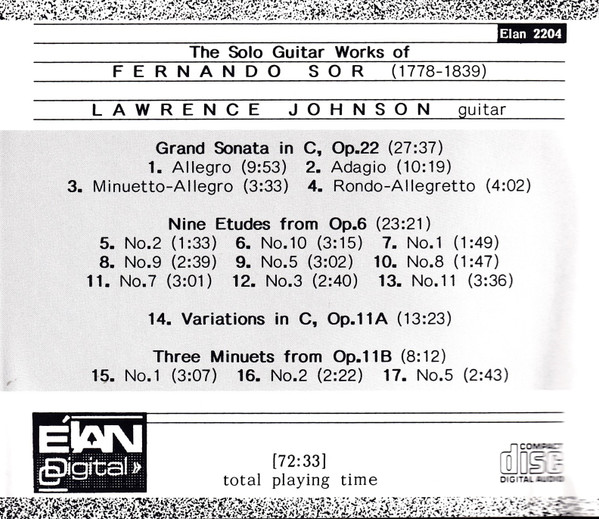 Elan 2204
The Solo Guitar Works of
FERNANDO SOR (1778-1839)
LAWRENCE JOHNSON guitar
Grand Sonata in C, Op.22 (27:37)
1. Allegro (9:53) 2. Adagio (10:19)
3. Minuetto-Allegro (3:33) 4. Rondo-Allegretto (4:02)
Nine Etudes from Op.6 (23:21)
5. No.2 (1:33) 6. No.10 (3:15) 7. No.1 (1:49)
8. No.9 (2:39) 9. No.5 (3:02) 10. No.8 (1:47)
11. No.7 (3:01) 12. No.3 (2:40) 13. No.11 (3:36)
14. Variations in C, Op.11A (13:23)
Three Minuets from Op.11B (8:12)
15. No.1 (3:07) 16. No.2 (2:22) 17. No.5 (2:43)
ÉLAN
Digital
[72:33]
total playing time
COMPACT
disc
DIGITAL AUDIO